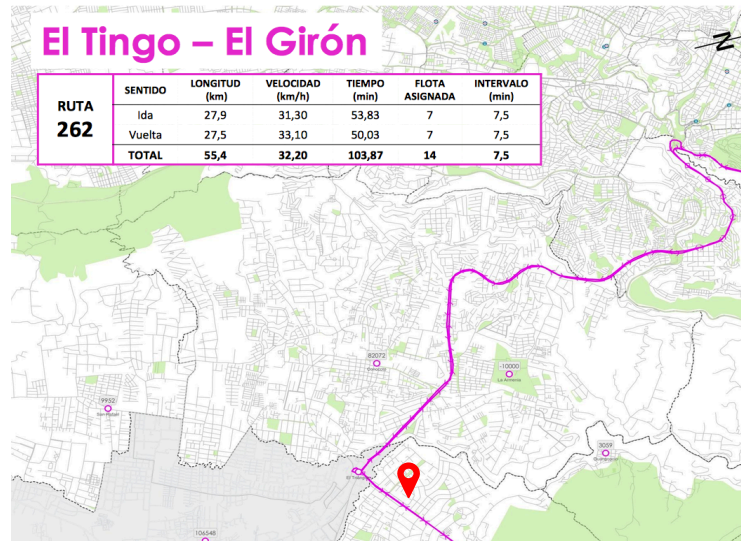 El Tingo – El Girón
RUTA 262
SENTIDO LONGITUD (km) VELOCIDAD (km/h) TIEMPO (min) FLOTA ASIGNADA INTERVALO (min)
Ida 27,9 31,30 53,83 7 7,5
Vuelta 27,5 33,10 50,03 7 7,5
TOTAL 55,4 32,20 103,87 14 7,5
N
82072
-10000
La Armenia
9952
3059
El Triángulo
106548